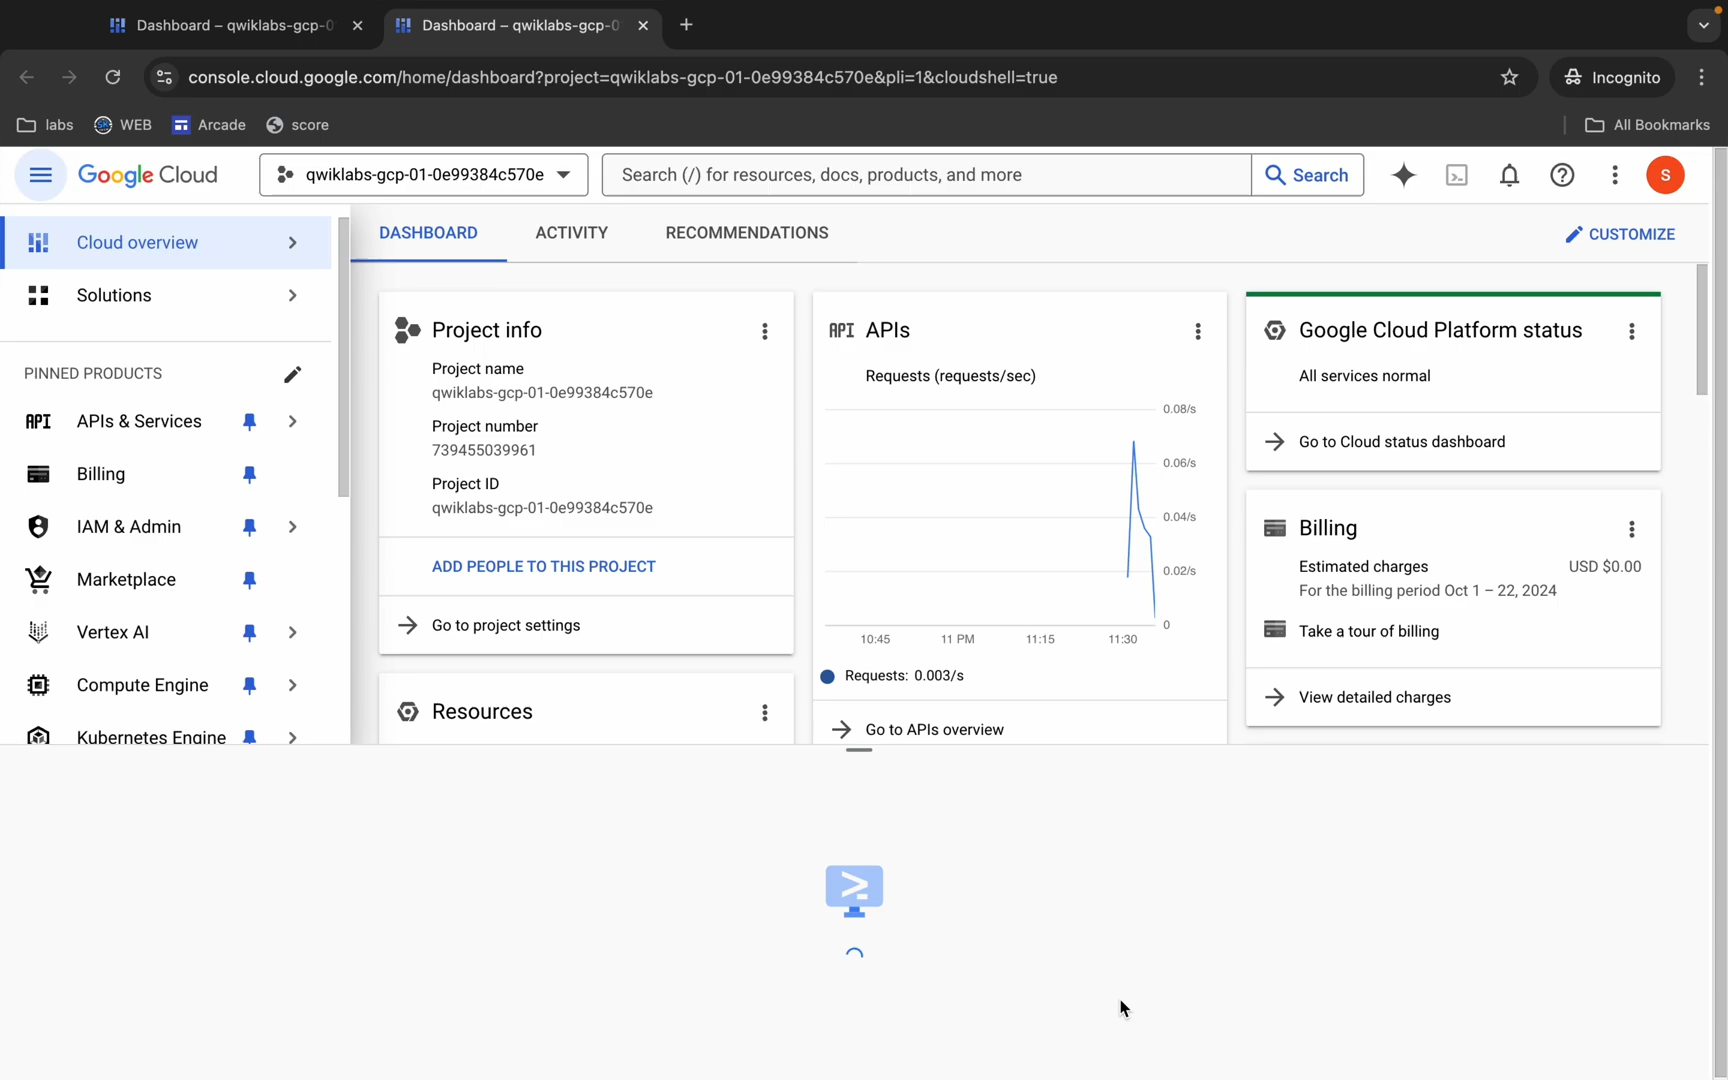 Dashboard – qwiklabs-gcp-0
Dashboard – qwiklabs-gcp-0
console.cloud.google.com/home/dashboard?project=qwiklabs-gcp-01-0e99384c570e&pli=1&cloudshell=true
Incognito
labs
WEB
Arcade
score
All Bookmarks
Google Cloud
qwiklabs-gcp-01-0e99384c570e
Search (/) for resources, docs, products, and more
Search
S
Cloud overview
Solutions
PINNED PRODUCTS
API
APIs & Services
Billing
IAM & Admin
Marketplace
Vertex AI
Compute Engine
Kubernetes Engine
DASHBOARD
ACTIVITY
RECOMMENDATIONS
CUSTOMIZE
Project info
Project name
qwiklabs-gcp-01-0e99384c570e
Project number
739455039961
Project ID
qwiklabs-gcp-01-0e99384c570e
ADD PEOPLE TO THIS PROJECT
Go to project settings
Resources
API APIs
Requests (requests/sec)
0.08/s
0.06/s
0.04/s
0.02/s
0
10:45
11 PM
11:15
11:30
Requests: 0.003/s
Go to APIs overview
Google Cloud Platform status
All services normal
Go to Cloud status dashboard
Billing
Estimated charges
USD $0.00
For the billing period Oct 1 – 22, 2024
Take a tour of billing
View detailed charges